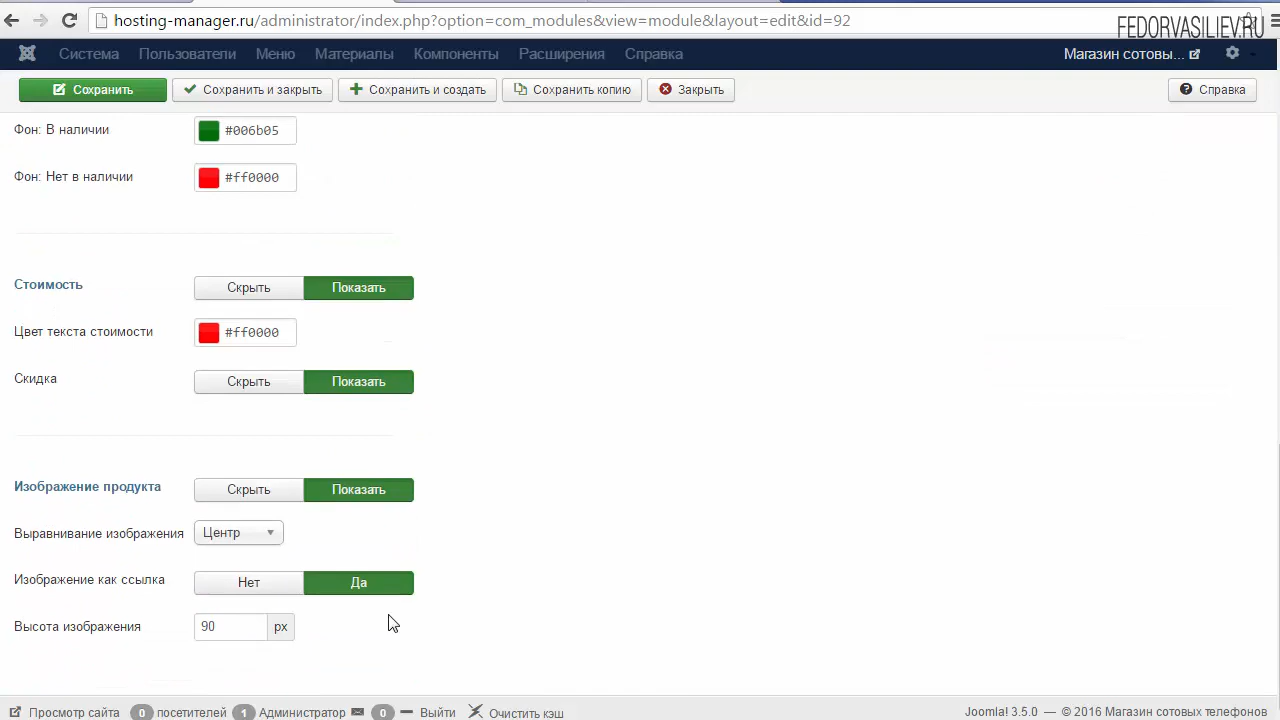 hosting-manager.ru/administrator/index.php?option=com_modules&view=module&layout=edit&id=92
FEDORVASILIEV.RU
Система Пользователи Меню Материалы Компоненты Расширения Справка Магазин сотовы...
Сохранить Сохранить и закрыть Сохранить и создать Сохранить копию Закрыть Справка
Фон: В наличии #006b05
Фон: Нет в наличии #ff0000
Стоимость Скрыть Показать
Цвет текста стоимости #ff0000
Скидка Скрыть Показать
Изображение продукта Скрыть Показать
Выравнивание изображения Центр
Изображение как ссылка Нет Да
Высота изображения 90 px
Просмотр сайта 0 посетителей 1 Администратор 0 Выйти Очистить кэш Joomla! 3.5.0 — © 2016 Магазин сотовых телефонов